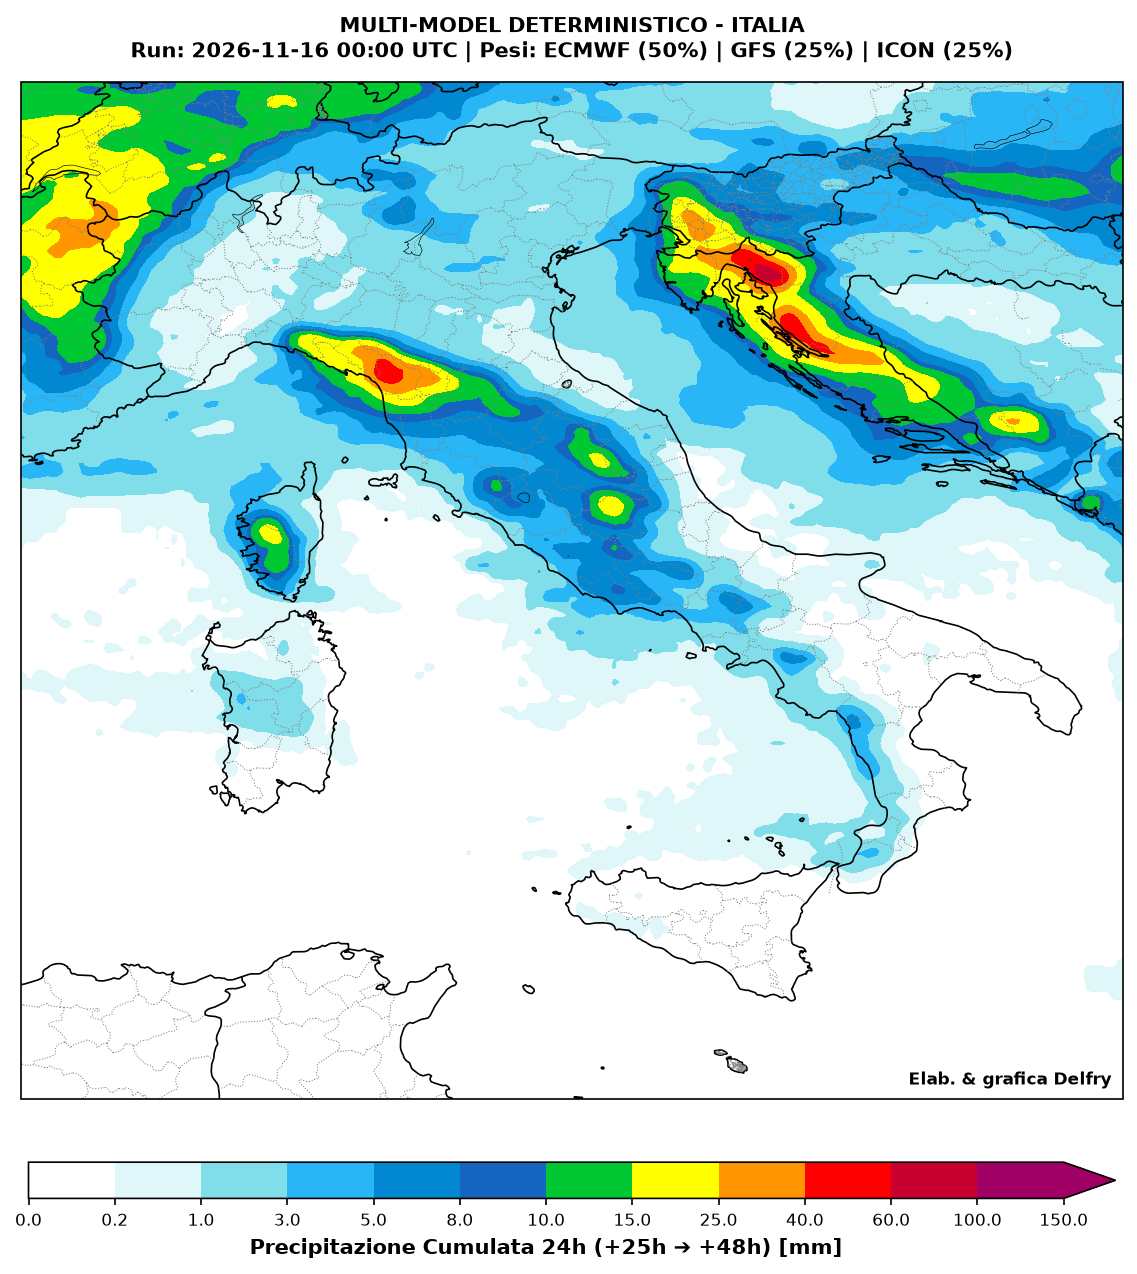 MULTI-MODEL DETERMINISTICO - ITALIA
Run: 2026-11-16 00:00 UTC | Pesi: ECMWF (50%) | GFS (25%) | ICON (25%)
Elab. & grafica Delfry
0.0 0.2 1.0 3.0 5.0 8.0 10.0 15.0 25.0 40.0 60.0 100.0 150.0
Precipitazione Cumulata 24h (+25h → +48h) [mm]